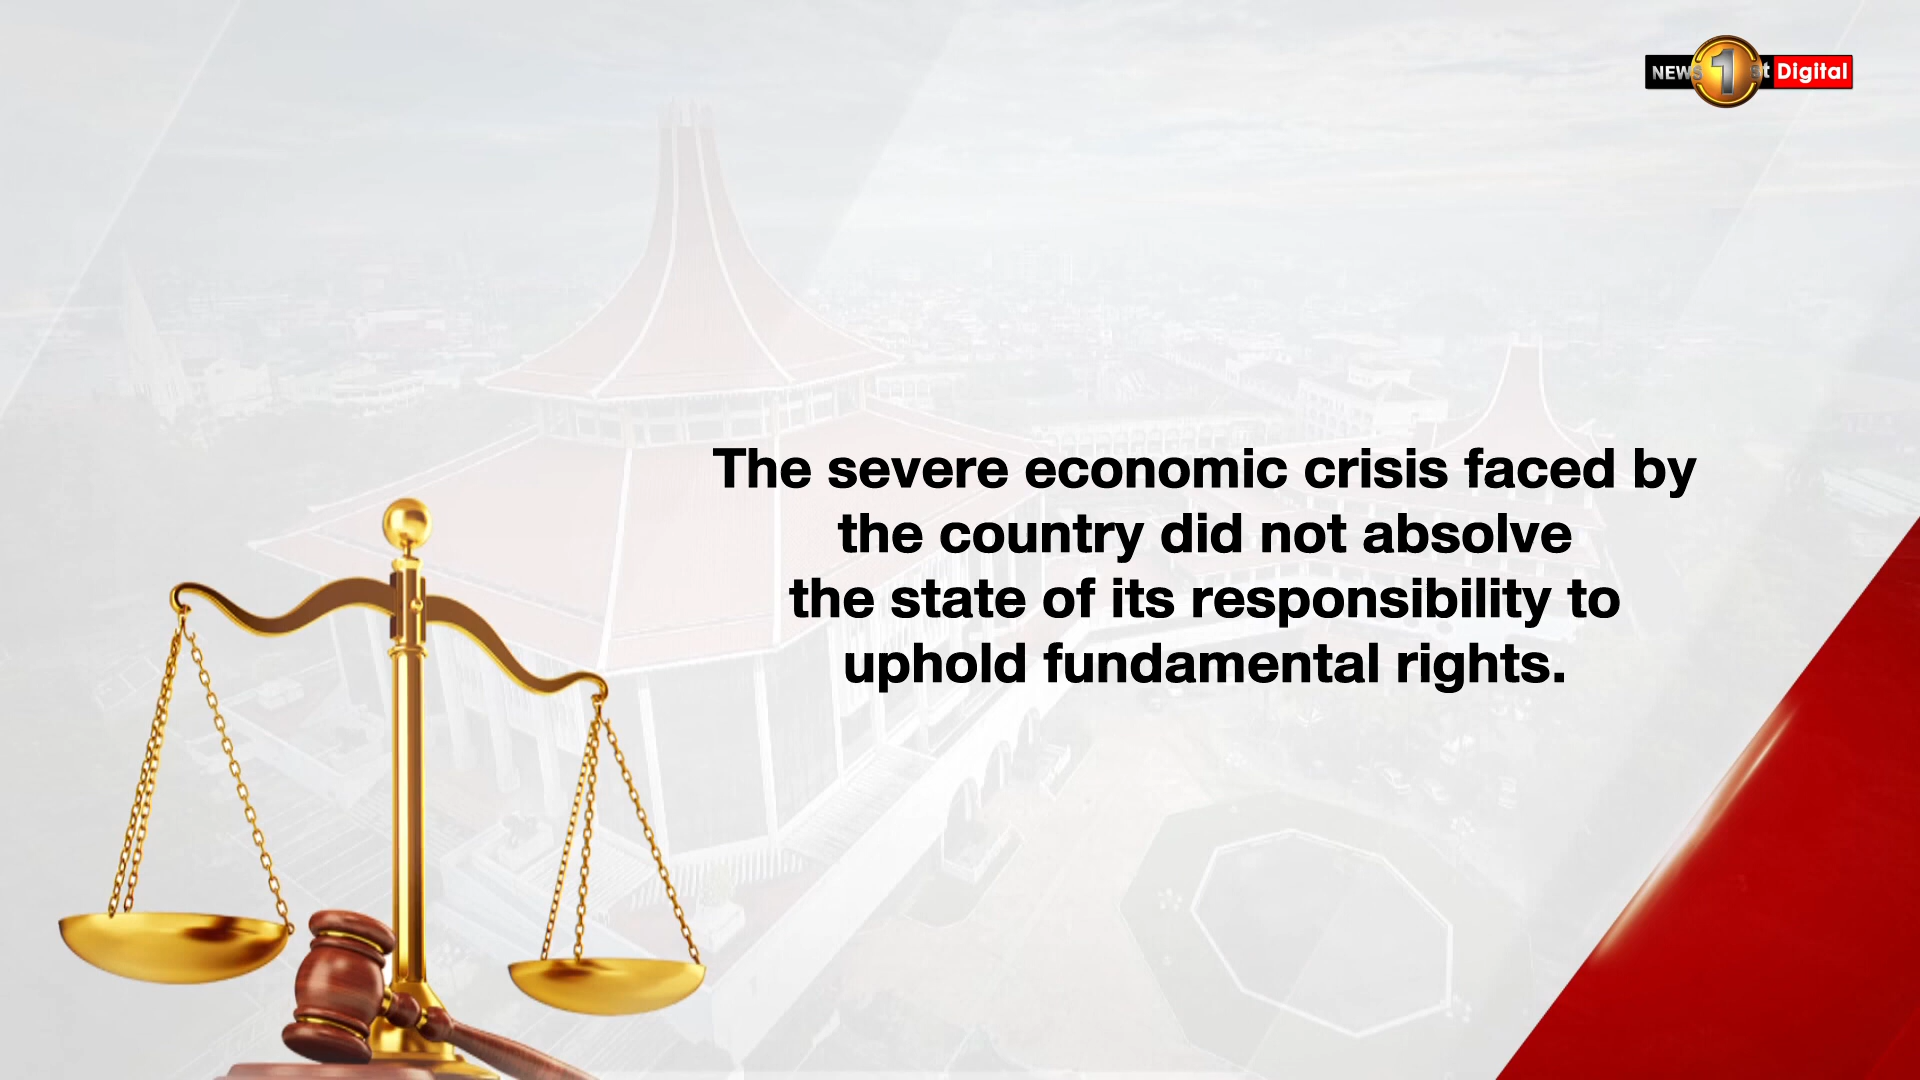 NEWS 1st Digital
The severe economic crisis faced by
the country did not absolve
the state of its responsibility to
uphold fundamental rights.